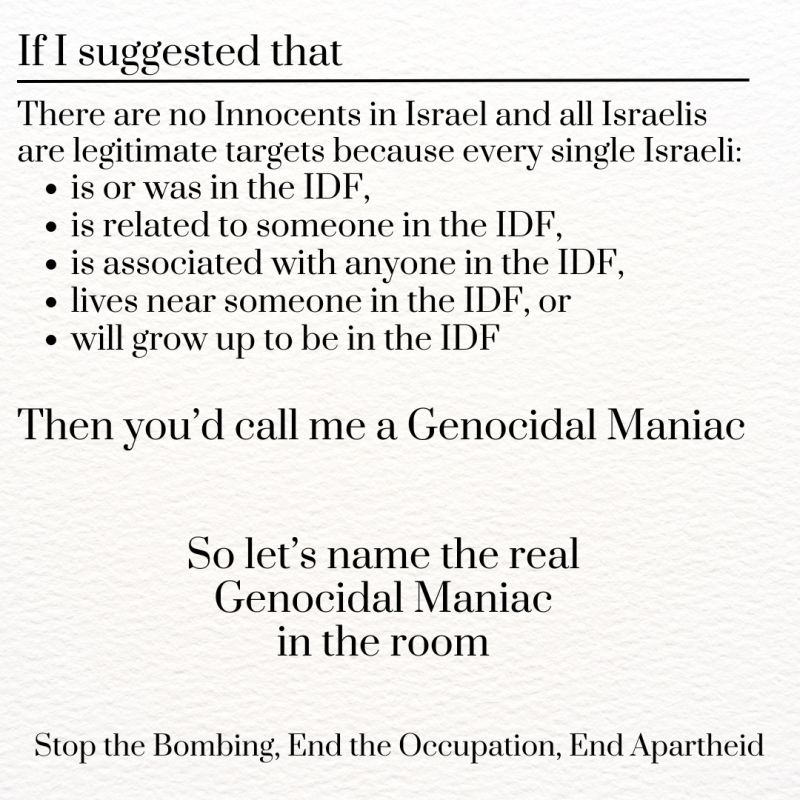 If I suggested that
There are no Innocents in Israel and all Israelis
are legitimate targets because every single Israeli:
• is or was in the IDF,
• is related to someone in the IDF,
• is associated with anyone in the IDF,
• lives near someone in the IDF, or
• will grow up to be in the IDF
Then you’d call me a Genocidal Maniac
So let’s name the real
Genocidal Maniac
in the room
Stop the Bombing, End the Occupation, End Apartheid